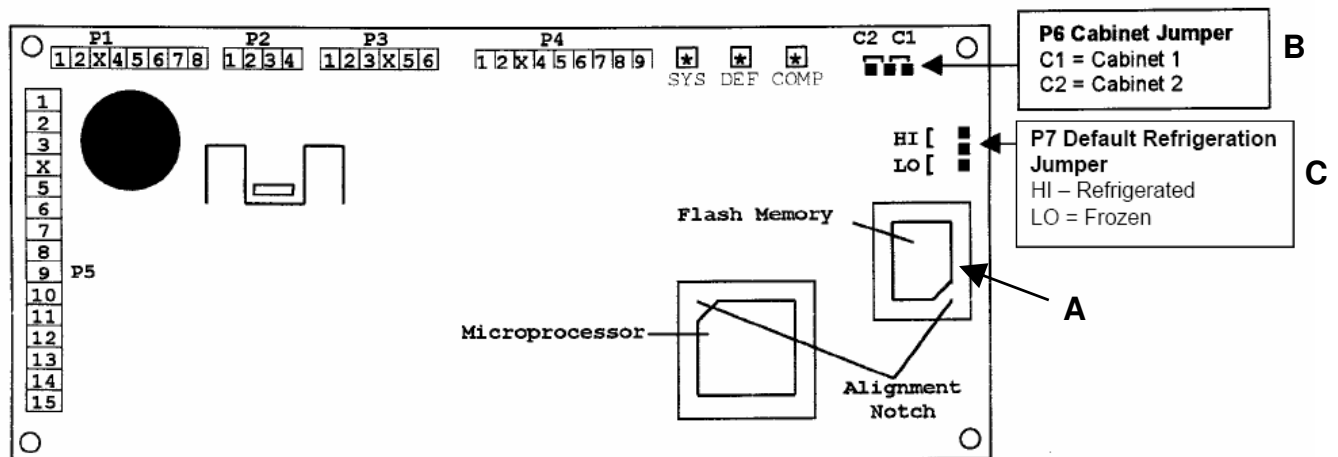 P1 P2 P3 P4
1 2 X 4 5 6 7 8
1 2 3 4
1 2 3 X 5 6
1 2 X 4 5 6 7 8 9
SYS DEF COMP
C2 C1
P6 Cabinet Jumper
C1 = Cabinet 1
C2 = Cabinet 2
B
HI [
LO [
P7 Default Refrigeration
Jumper
HI – Refrigerated
LO = Frozen
C
1
2
3
X
5
6
7
8
9
10
11
12
13
14
15
P5
Flash Memory
A
Microprocessor
Alignment
Notch